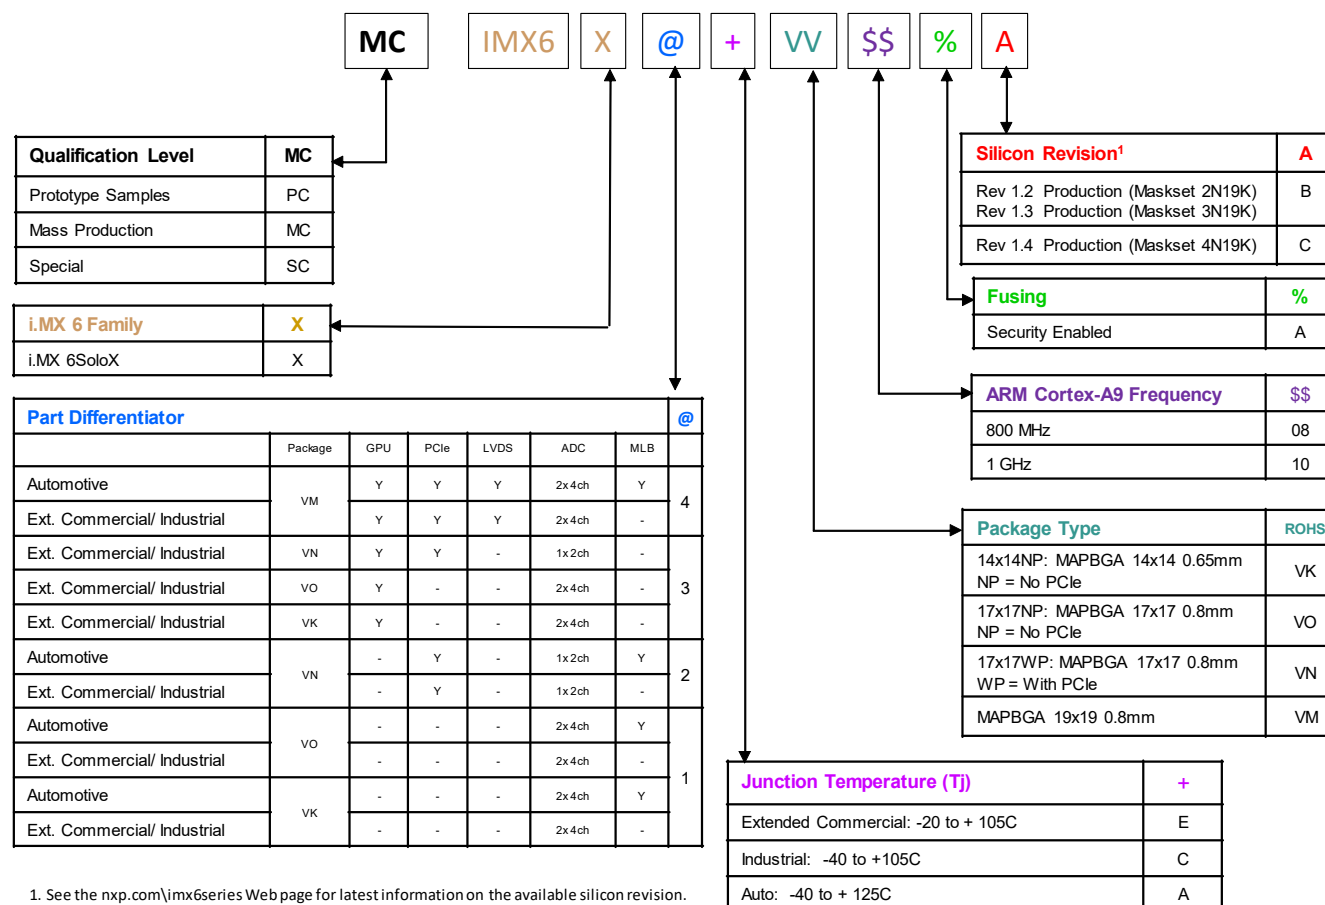 MC IMX6 X @ + VV $$ % A
Qualification Level MC
Prototype Samples PC
Mass Production MC
Special SC
i.MX 6 Family X
i.MX 6SoloX X
Part Differentiator @
Package GPU PCIe LVDS ADC MLB
Automotive VM Y Y Y 2x4ch Y 4
Ext. Commercial/ Industrial Y Y Y 2x4ch -
Ext. Commercial/ Industrial VN Y Y - 1x2ch - 3
Ext. Commercial/ Industrial VO Y - - 2x4ch -
Ext. Commercial/ Industrial VK Y - - 2x4ch -
Automotive VN - Y - 1x2ch Y 2
Ext. Commercial/ Industrial - Y - 1x2ch -
Automotive VO - - - 2x4ch Y 1
Ext. Commercial/ Industrial - - - 2x4ch -
Automotive VK - - - 2x4ch Y
Ext. Commercial/ Industrial - - - 2x4ch -
1. See the nxp.com\imx6series Web page for latest information on the available silicon revision.
Silicon Revision¹ A
Rev 1.2 Production (Maskset 2N19K) B
Rev 1.3 Production (Maskset 3N19K)
Rev 1.4 Production (Maskset 4N19K) C
Fusing %
Security Enabled A
ARM Cortex-A9 Frequency $$
800 MHz 08
1 GHz 10
Package Type ROHS
14x14NP: MAPBGA 14x14 0.65mm VK
NP = No PCIe
17x17NP: MAPBGA 17x17 0.8mm VO
NP = No PCIe
17x17WP: MAPBGA 17x17 0.8mm VN
WP = With PCIe
MAPBGA 19x19 0.8mm VM
Junction Temperature (Tj) +
Extended Commercial: -20 to + 105C E
Industrial: -40 to +105C C
Auto: -40 to + 125C A